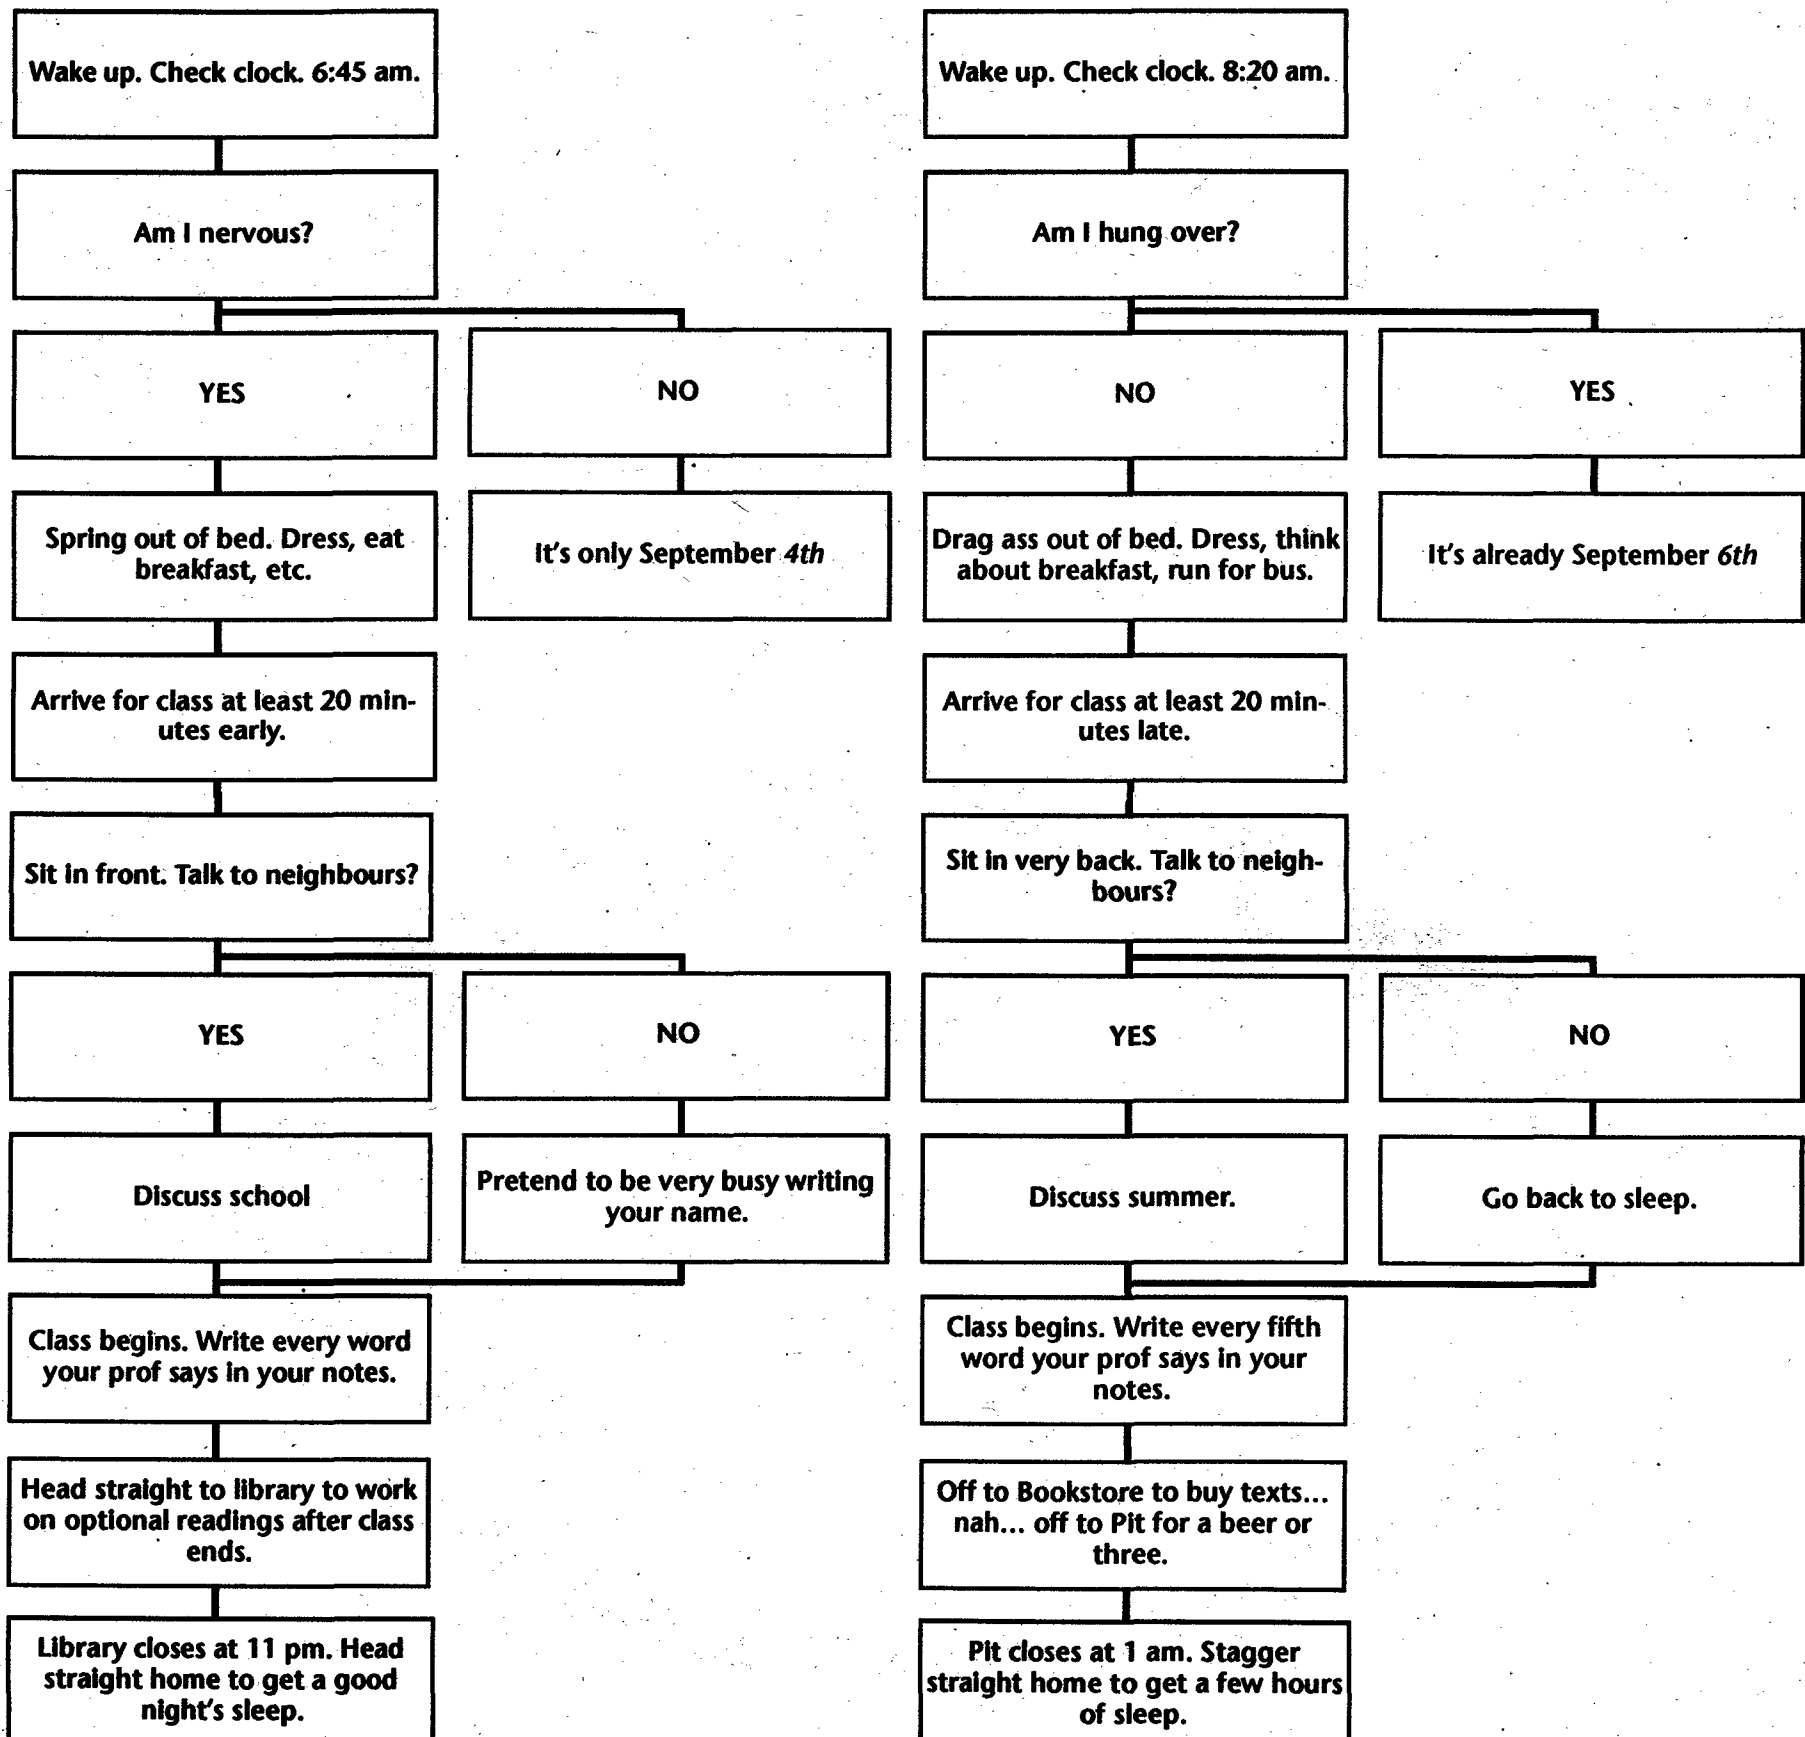 Wake up. Check clock. 6:45 am.
Am I nervous?
YES
NO
Spring out of bed. Dress, eat
breakfast, etc.
It's only September 4th
Arrive for class at least 20 min-
utes early.
Sit in front. Talk to neighbours?
YES
NO
Discuss school
Pretend to be very busy writing
your name.
Class begins. Write every word
your prof says in your notes.
Head straight to library to work
on optional readings after class
ends.
Library closes at 11 pm. Head
straight home to get a good
night's sleep.
Wake up. Check clock. 8:20 am.
Am I hung over?
NO
YES
Drag ass out of bed. Dress, think
about breakfast, run for bus.
It's already September 6th
Arrive for class at least 20 min-
utes late.
Sit in very back. Talk to neigh-
bours?
YES
NO
Discuss summer.
Go back to sleep.
Class begins. Write every fifth
word your prof says in your
notes.
Off to Bookstore to buy texts...
nah... off to Pit for a beer or
three.
Pit closes at 1 am. Stagger
straight home to get a few hours
of sleep.